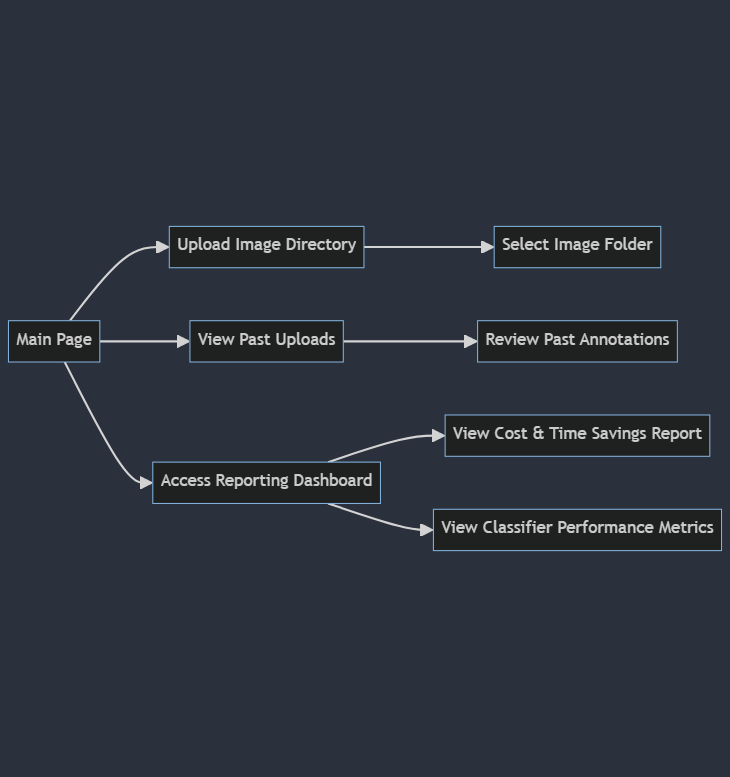 Upload Image Directory
Select Image Folder
Main Page
View Past Uploads
Review Past Annotations
View Cost & Time Savings Report
Access Reporting Dashboard
View Classifier Performance Metrics